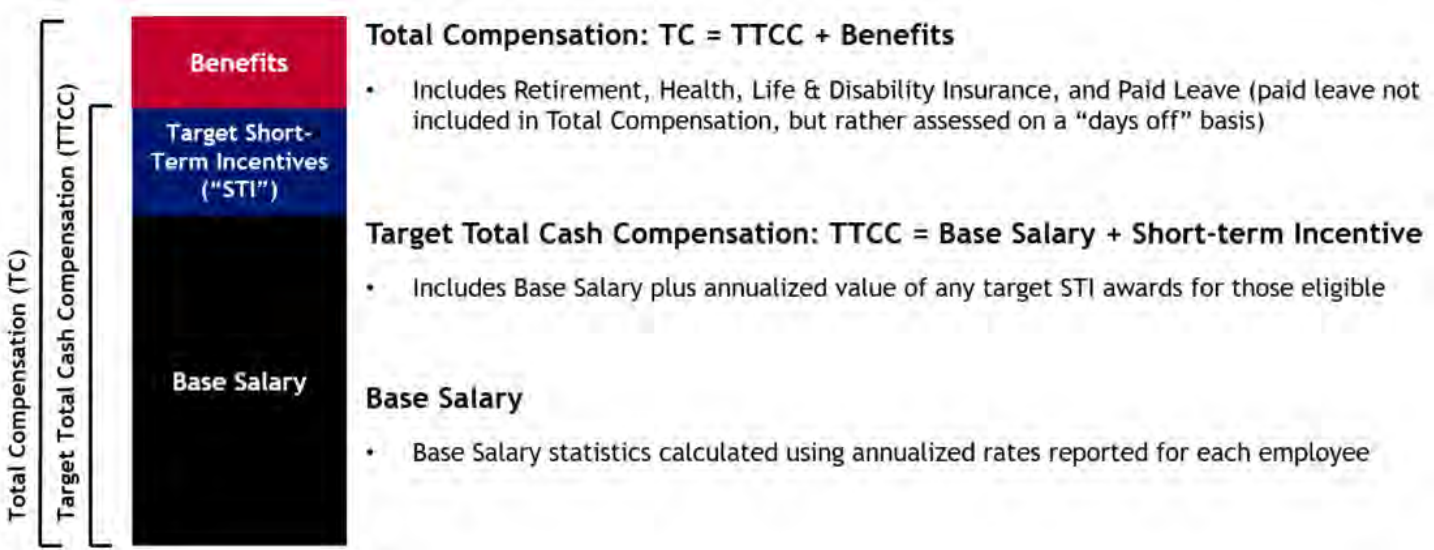 Total Compensation (TC)
Target Total Cash Compensation (TTCC)
Benefits
Target Short-
Term Incentives
("STI")
Base Salary
Total Compensation: TC = TTCC + Benefits
• Includes Retirement, Health, Life & Disability Insurance, and Paid Leave (paid leave not
included in Total Compensation, but rather assessed on a “days off” basis)
Target Total Cash Compensation: TTCC = Base Salary + Short-term Incentive
• Includes Base Salary plus annualized value of any target STI awards for those eligible
Base Salary
• Base Salary statistics calculated using annualized rates reported for each employee